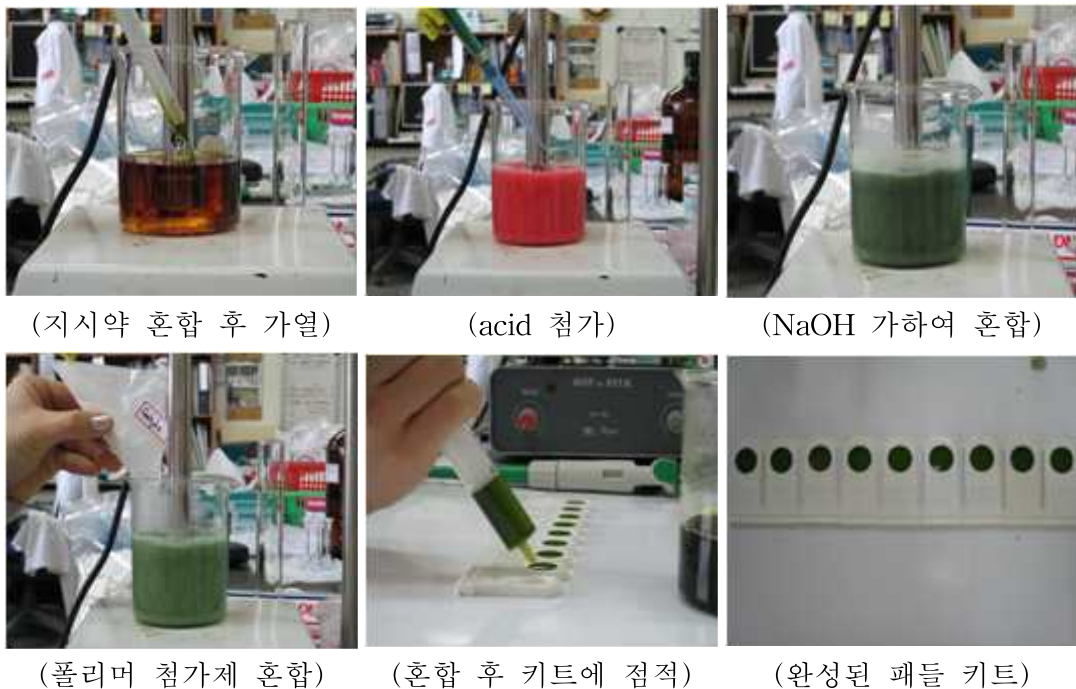 (지시약 혼합 후 가열)
(acid 첨가)
(NaOH 가하여 혼합)
(폴리머 첨가제 혼합)
(혼합 후 키트에 점적)
(완성된 패들 키트)